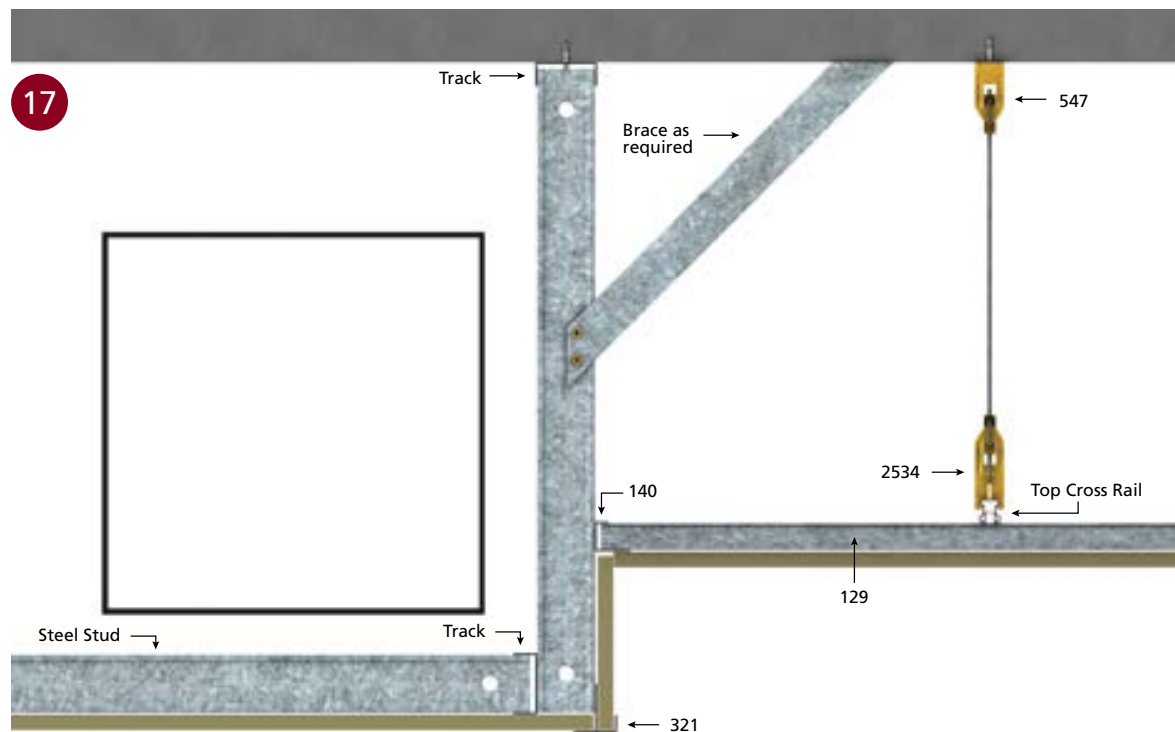 17
Track
547
Brace as
required
2534
140
Top Cross Rail
129
Steel Stud
Track
321